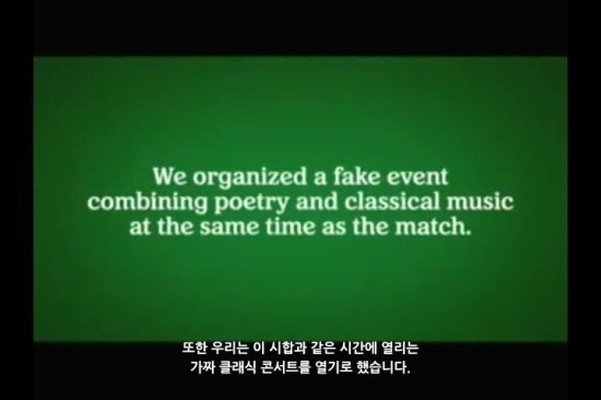 We organized a fake event
combining poetry and classical music
at the same time as the match.
또한 우리는 이 시합과 같은 시간에 열리는
가짜 클래식 콘서트를 열기로 했습니다.